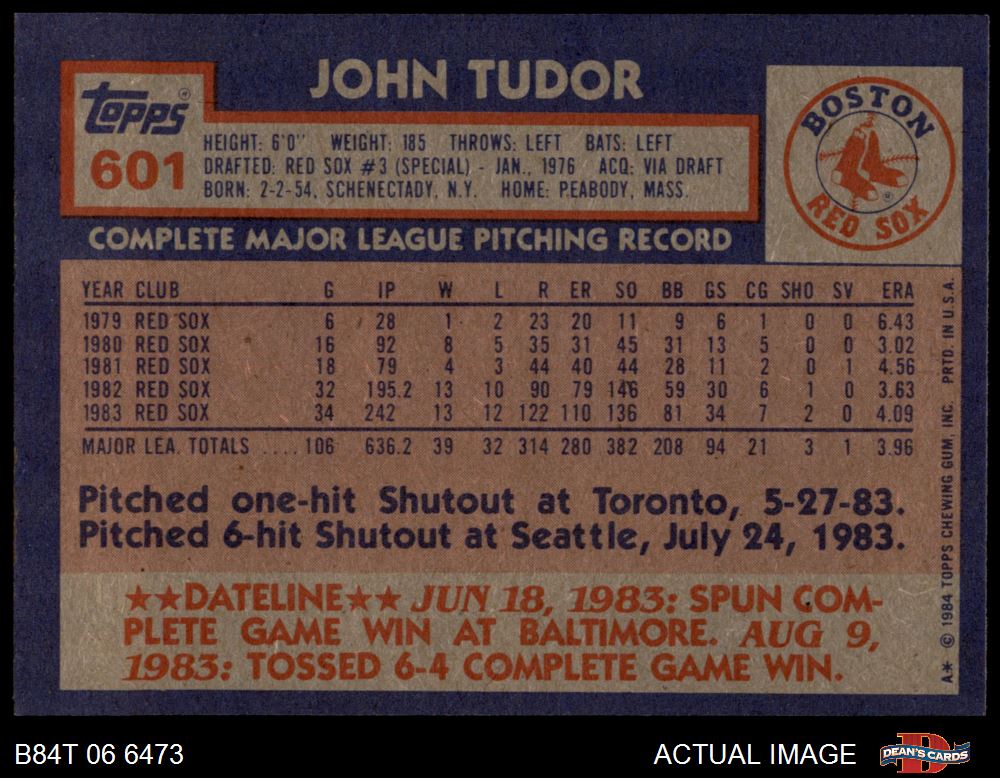 JOHN TUDOR
Topps®
601
HEIGHT: 6'0" WEIGHT: 185 THROWS: LEFT BATS: LEFT
DRAFTED: RED SOX #3 (SPECIAL) - JAN., 1976 ACQ: VIA DRAFT
BORN: 2-2-54, SCHENECTADY, N.Y. HOME: PEABODY, MASS.
BOSTON
RED SOX
®
COMPLETE MAJOR LEAGUE PITCHING RECORD
YEAR CLUB G IP W L R ER SO BB GS CG SHO SV ERA
1979 RED SOX 6 28 1 2 23 20 11 9 6 1 0 0 6.43
1980 RED SOX 16 92 8 5 35 31 45 31 13 5 0 0 3.02
1981 RED SOX 18 79 4 3 44 40 44 28 11 2 0 1 4.56
1982 RED SOX 32 195.2 13 10 90 79 146 59 30 6 1 0 3.63
1983 RED SOX 34 242 13 12 122 110 136 81 34 7 2 0 4.09
MAJOR LEA. TOTALS .... 106 636.2 39 32 314 280 382 208 94 21 3 1 3.96
Pitched one-hit Shutout at Toronto, 5-27-83.
Pitched 6-hit Shutout at Seattle, July 24, 1983.
★★DATELINE★★ JUN 18, 1983: SPUN COM-
PLETE GAME WIN AT BALTIMORE. AUG 9,
1983: TOSSED 6-4 COMPLETE GAME WIN.
A* © 1984 TOPPS CHEWING GUM, INC. PRTD. IN U.S.A.
B84T 06 6473
ACTUAL IMAGE
DEAN'S CARDS